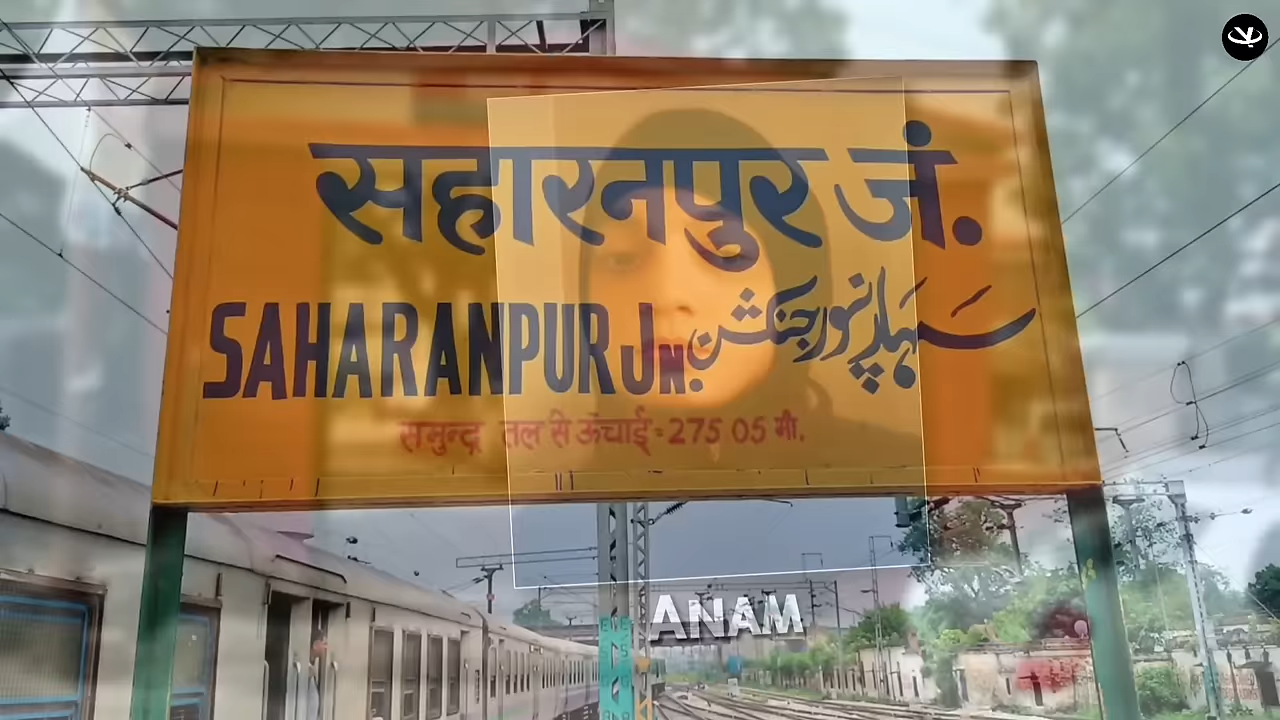 सहारनपुर जं.
SAHARANPUR JN.
سہارنپور جنکشن
समुन्द्र तल से ऊंचाई = 275 05 मी.
ANAM